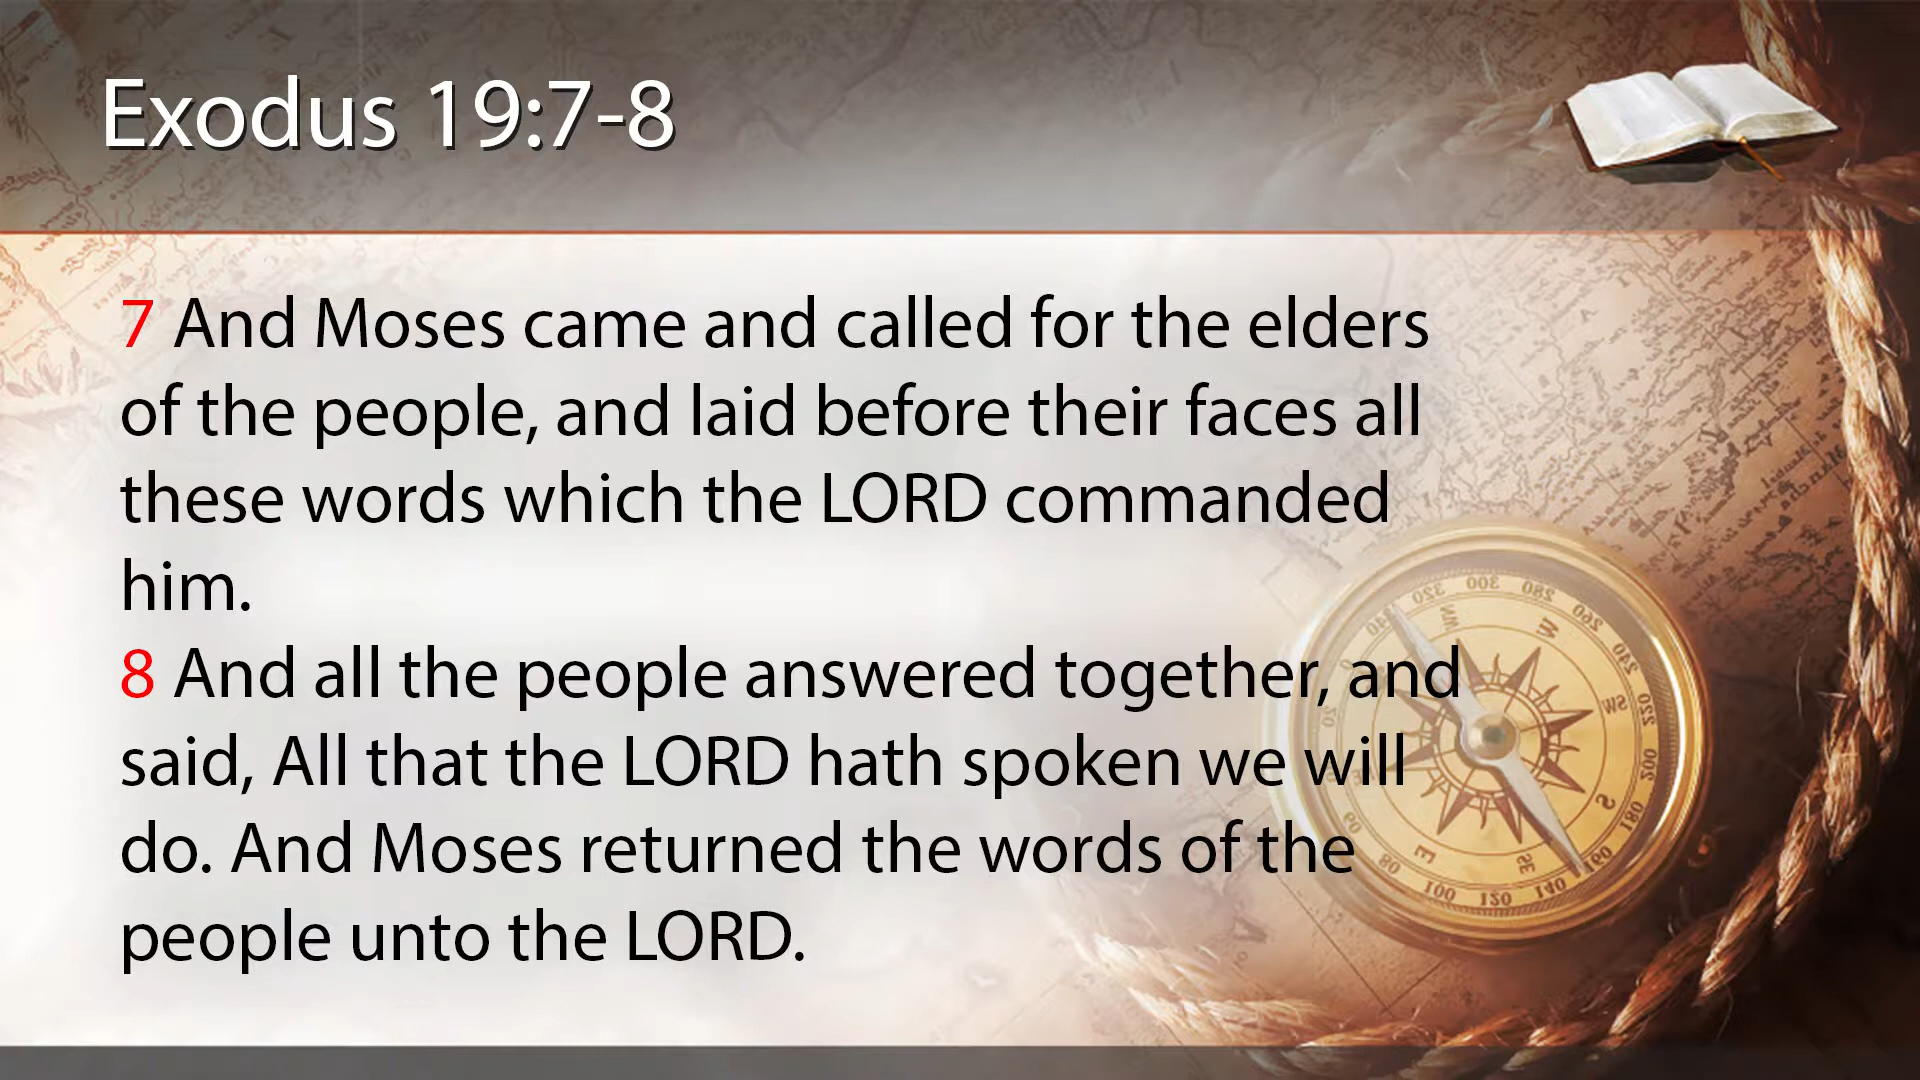 Exodus 19:7-8
7 And Moses came and called for the elders
of the people, and laid before their faces all
these words which the LORD commanded
him.
8 And all the people answered together, and
said, All that the LORD hath spoken we will
do. And Moses returned the words of the
people unto the LORD.